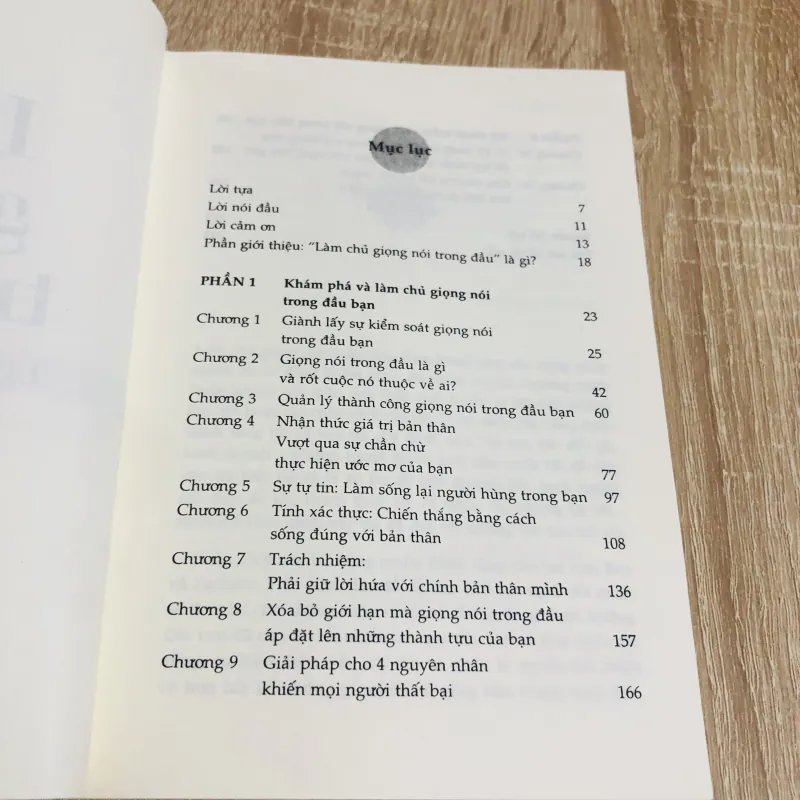 Mục lục
Lời tựa 7
Lời nói đầu 11
Lời cảm ơn 13
Phần giới thiệu: “Làm chủ giọng nói trong đầu” là gì? 18
PHẦN 1 Khám phá và làm chủ giọng nói
trong đầu bạn 23
Chương 1 Giành lấy sự kiểm soát giọng nói
trong đầu bạn 25
Chương 2 Giọng nói trong đầu là gì
và rốt cuộc nó thuộc về ai? 42
Chương 3 Quản lý thành công giọng nói trong đầu bạn 60
Chương 4 Nhận thức giá trị bản thân
Vượt qua sự chần chừ
thực hiện ước mơ của bạn 77
Chương 5 Sự tự tin: Làm sống lại người hùng trong bạn 97
Chương 6 Tính xác thực: Chiến thắng bằng cách
sống đúng với bản thân 108
Chương 7 Trách nhiệm:
Phải giữ lời hứa với chính bản thân mình 136
Chương 8 Xóa bỏ giới hạn mà giọng nói trong đầu
áp đặt lên những thành tựu của bạn 157
Chương 9 Giải pháp cho 4 nguyên nhân
khiến mọi người thất bại 166